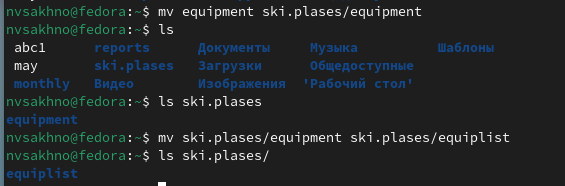 nvsakhno@fedora:~$ mv equipment ski.plases/equipment
nvsakhno@fedora:~$ ls
abc1 reports Документы Музыка Шаблоны
may ski.plases Загрузки Общедоступные
monthly Видео Изображения 'Рабочий стол'
nvsakhno@fedora:~$ ls ski.plases
equipment
nvsakhno@fedora:~$ mv ski.plases/equipment ski.plases/equiplist
nvsakhno@fedora:~$ ls ski.plases/
equiplist